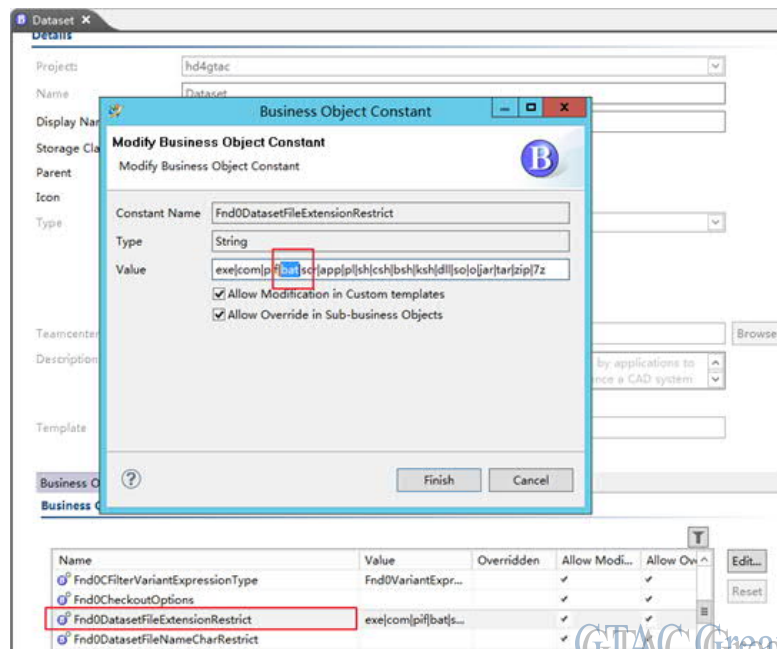 Dataset
Details
Project:
hd4gtac
Name
Dataset
Display Nar
Storage Cla
Parent
Icon
Type
Business Object Constant
Modify Business Object Constant
Modify Business Object Constant
B
Constant Name
Fnd0DatasetFileExtensionRestrict
Type
String
Value
exe|com|pif|bat|scr|app|pl|sh|csh|bsh|ksh|dll|so|o|jar|tar|zip|7z
Allow Modification in Custom templates
Allow Override in Sub-business Objects
Teamcenter
Browse
Description
by applications to
nce a CAD system
Template
Finish
Cancel
Business O
Business C
Name Value Overridden Allow Modi... Allow Ov
Edit...
Fnd0CFilterVariantExpressionType Fnd0VariantExpr...
Reset
Fnd0CheckoutOptions
Fnd0DatasetFileExtensionRestrict exe|com|pif|bat|s...
Fnd0DatasetFileNameCharRestrict
GTAC Grea